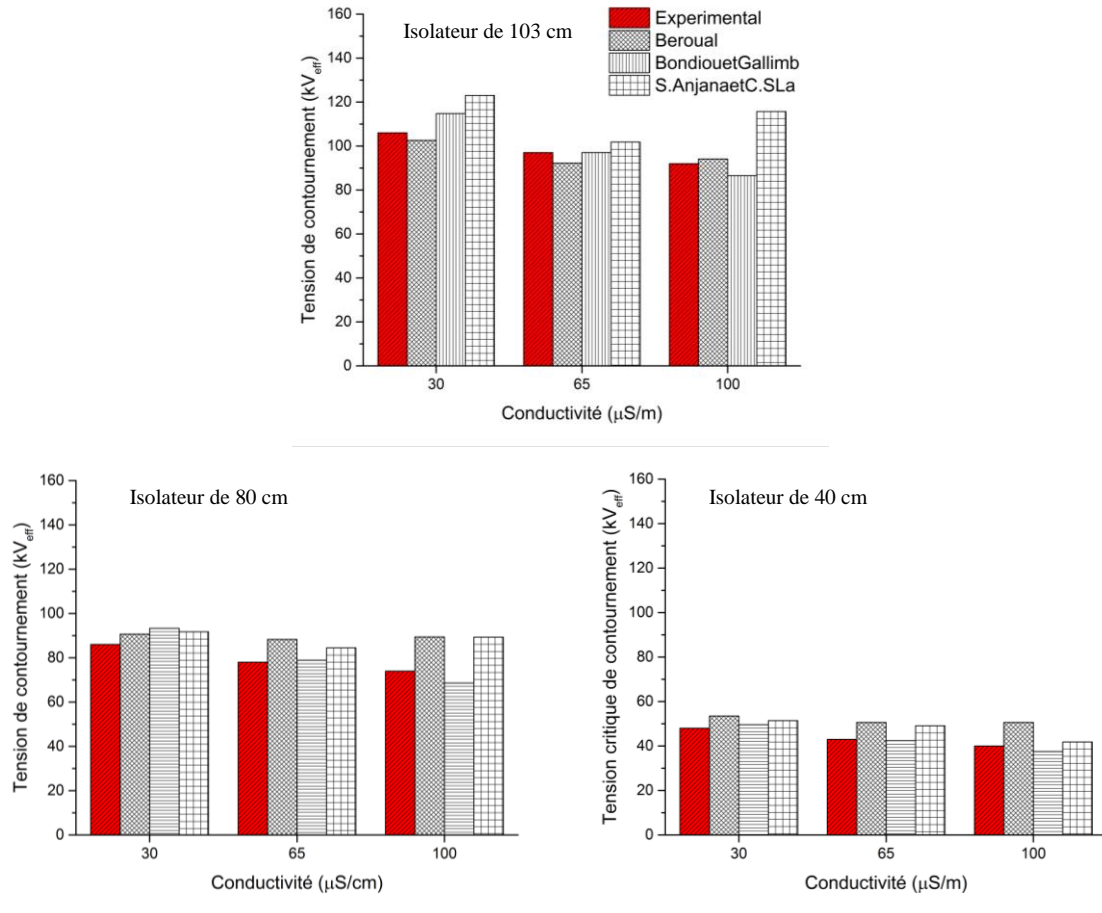 Isolateur de 103 cm
Experimental
Beroual
BondiouetGallimb
S.AnjanaetC.SLa
Tension de contournement (kVeff)
160
140
120
100
80
60
40
20
0
30 65 100
Conductivité (μS/m)
Isolateur de 80 cm
Tension de contournement (kVeff)
160
140
120
100
80
60
40
20
0
30 65 100
Conductivité (μS/cm)
Isolateur de 40 cm
Tension critique de contournement (kVeff)
160
140
120
100
80
60
40
20
0
30 65 100
Conductivité (μS/m)